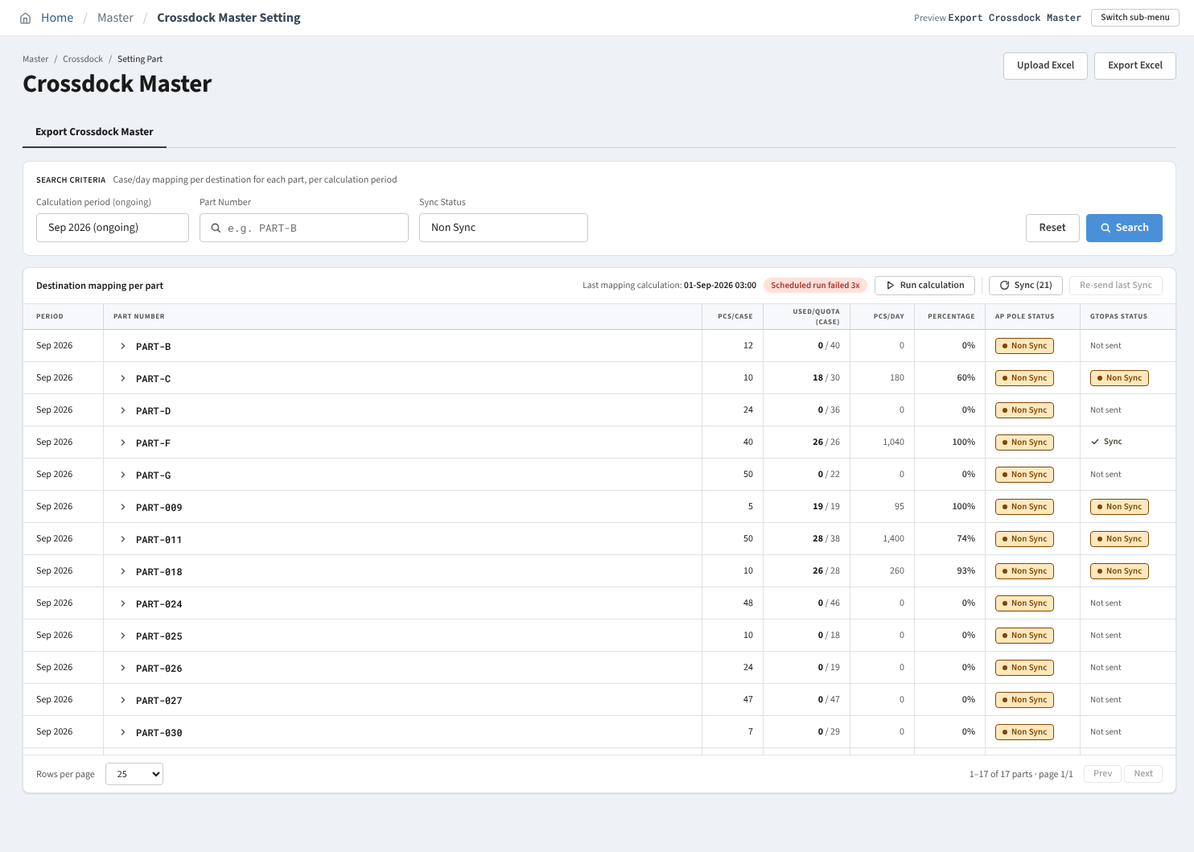 Home / Master / Crossdock Master Setting
Preview Export Crossdock Master Switch sub-menu
Master / Crossdock / Setting Part
Crossdock Master
Upload Excel Export Excel
Export Crossdock Master
SEARCH CRITERIA Case/day mapping per destination for each part, per calculation period
Calculation period (ongoing) Part Number Sync Status
Sep 2026 (ongoing) e.g. PART-B Non Sync Reset Search
Destination mapping per part Last mapping calculation: 01-Sep-2026 03:00 Scheduled run failed 3x Run calculation Sync (21) Re-send last Sync
PERIOD PART NUMBER PCS/CASE USED/QUOTA (CASE) PCS/DAY PERCENTAGE AP POLE STATUS GTOPAS STATUS
Sep 2026 PART-B 12 0 / 40 0 0% Non Sync Not sent
Sep 2026 PART-C 10 18 / 30 180 60% Non Sync Non Sync
Sep 2026 PART-D 24 0 / 36 0 0% Non Sync Not sent
Sep 2026 PART-F 40 26 / 26 1,040 100% Non Sync Sync
Sep 2026 PART-G 50 0 / 22 0 0% Non Sync Not sent
Sep 2026 PART-009 5 19 / 19 95 100% Non Sync Non Sync
Sep 2026 PART-011 50 28 / 38 1,400 74% Non Sync Non Sync
Sep 2026 PART-018 10 26 / 28 260 93% Non Sync Non Sync
Sep 2026 PART-024 48 0 / 46 0 0% Non Sync Not sent
Sep 2026 PART-025 10 0 / 18 0 0% Non Sync Not sent
Sep 2026 PART-026 24 0 / 19 0 0% Non Sync Not sent
Sep 2026 PART-027 47 0 / 47 0 0% Non Sync Not sent
Sep 2026 PART-030 7 0 / 29 0 0% Non Sync Not sent
Rows per page 25 1–17 of 17 parts · page 1/1 Prev Next